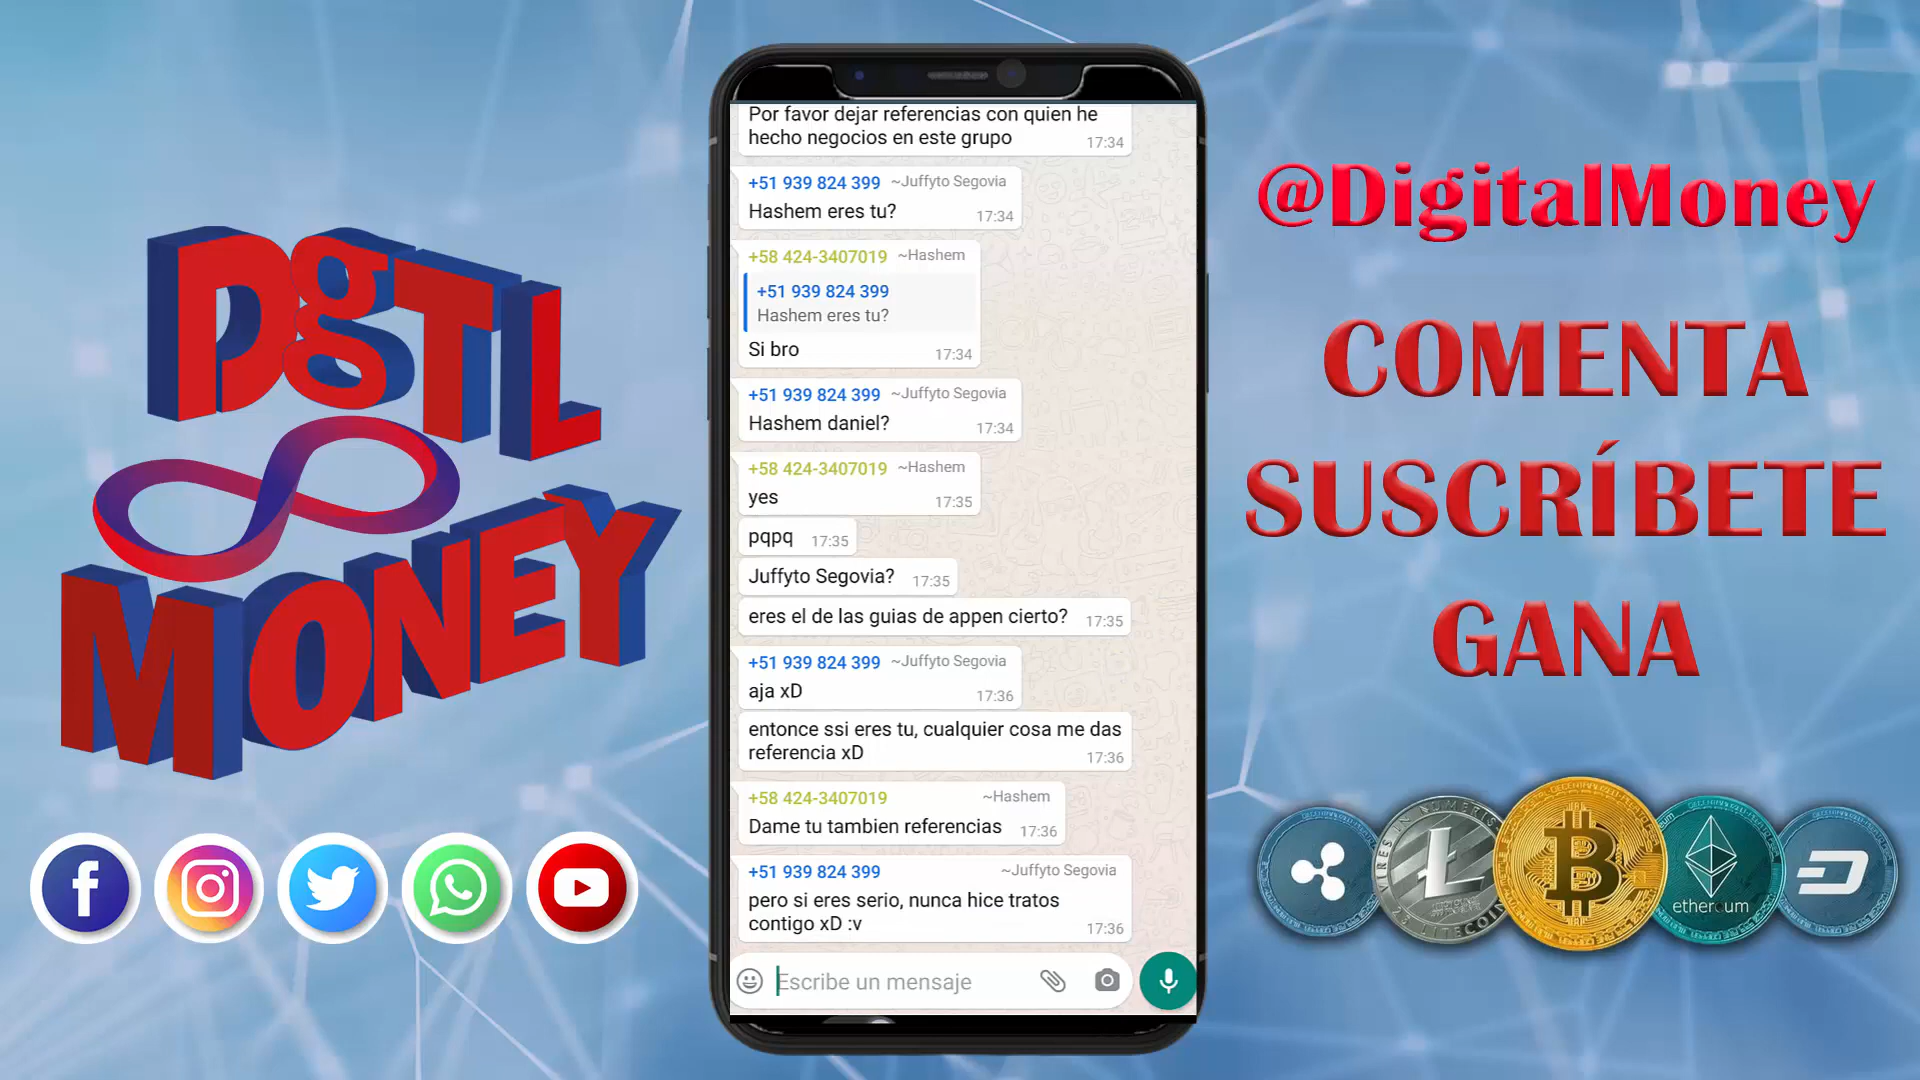 DgTL
MONEY
Por favor dejar referencias con quien he
hecho negocios en este grupo
17:34
+51 939 824 399 ~Juffyto Segovia
Hashem eres tu?
17:34
+58 424-3407019 ~Hashem
+51 939 824 399
Hashem eres tu?
Si bro
17:34
+51 939 824 399 ~Juffyto Segovia
Hashem daniel?
17:34
+58 424-3407019 ~Hashem
yes
17:35
pqpq 17:35
Juffyto Segovia? 17:35
eres el de las guias de appen cierto? 17:35
+51 939 824 399 ~Juffyto Segovia
aja xD
17:36
entonce ssi eres tu, cualquier cosa me das
referencia xD
17:36
+58 424-3407019 ~Hashem
Dame tu tambien referencias 17:36
+51 939 824 399 ~Juffyto Segovia
pero si eres serio, nunca hice tratos
contigo xD :v
17:36
Escribe un mensaje
@DigitalMoney
COMENTA
SUSCRÍBETE
GANA
ethereum